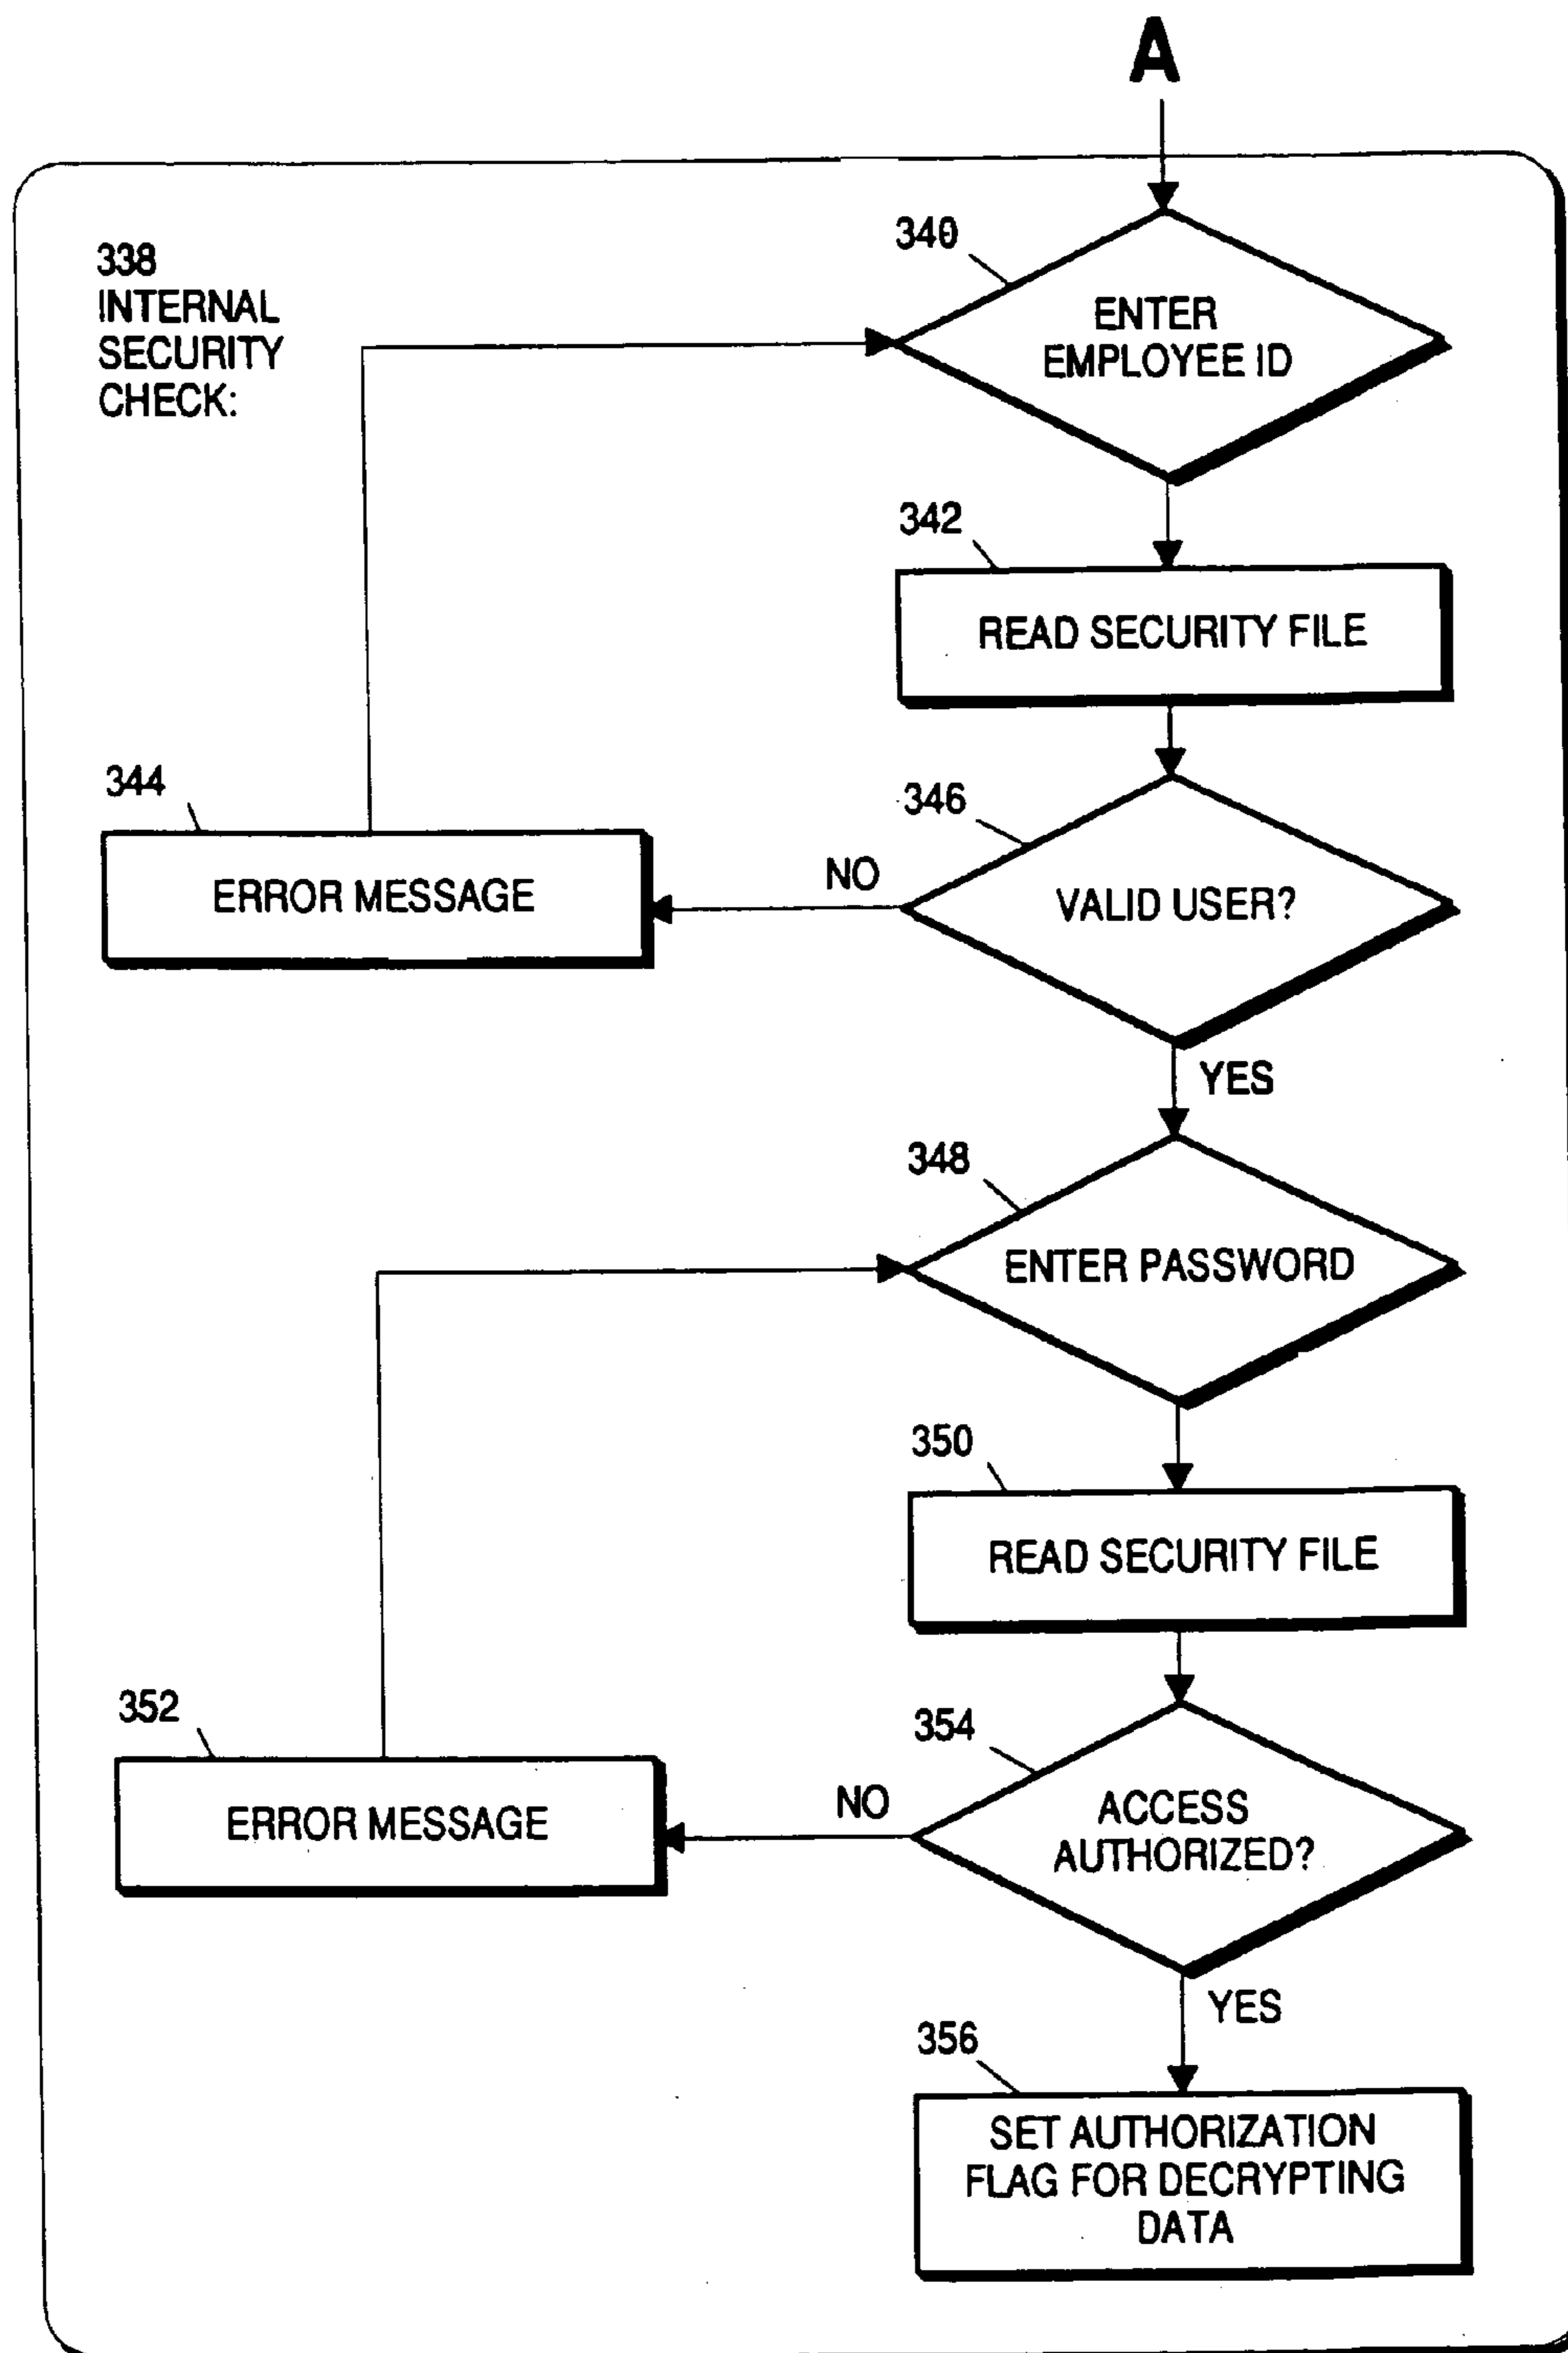 A
338
INTERNAL
SECURITY
CHECK:
340
ENTER
EMPLOYEE ID
342
READ SECURITY FILE
344
ERROR MESSAGE
346
NO
VALID USER?
YES
348
ENTER PASSWORD
350
READ SECURITY FILE
352
ERROR MESSAGE
354
NO
ACCESS
AUTHORIZED?
YES
356
SET AUTHORIZATION
FLAG FOR DECRYPTING
DATA